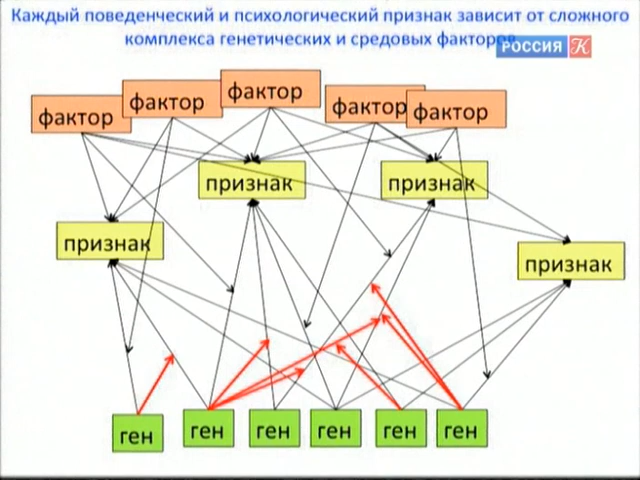 Каждый поведенческий и психологический признак зависит от сложного
комплекса генетических и средовых факторов
РОССИЯ К
фактор
фактор
фактор
фактор
фактор
признак
признак
признак
признак
ген
ген
ген
ген
ген
ген